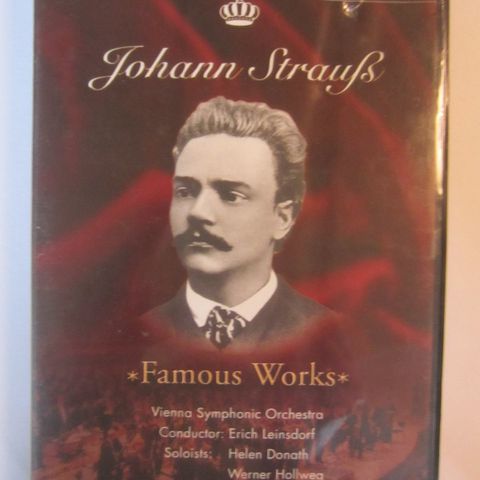 Johann Strauß
*Famous Works*
Vienna Symphonic Orchestra
Conductor: Erich Leinsdorf
Soloists: Helen Donath
Werner Hollweg